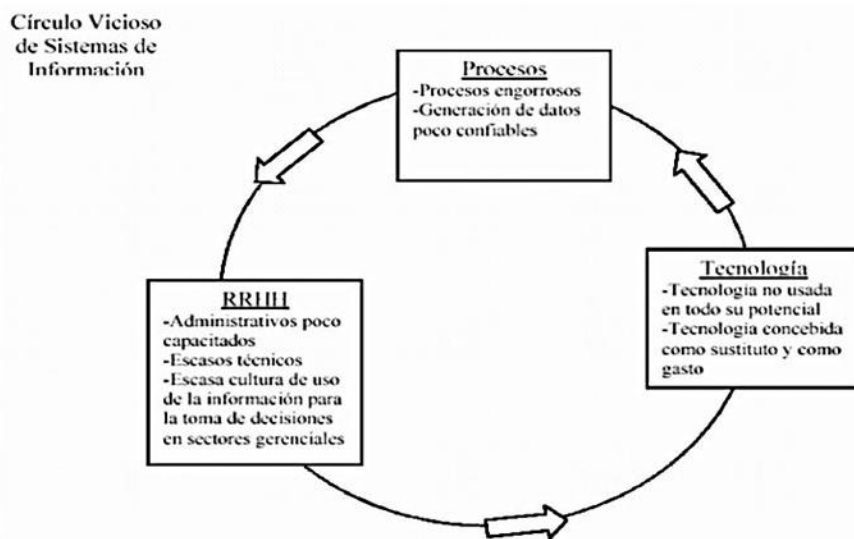 Círculo Vicioso
de Sistemas de
Información
Procesos
-Procesos engorrosos
-Generación de datos
poco confiables
Tecnología
-Tecnología no usada
en todo su potencial
-Tecnología concebida
como sustituto y como
gasto
RRHH
-Administrativos poco
capacitados
-Escasos técnicos
-Escasa cultura de uso
de la información para
la toma de decisiones
en sectores gerenciales